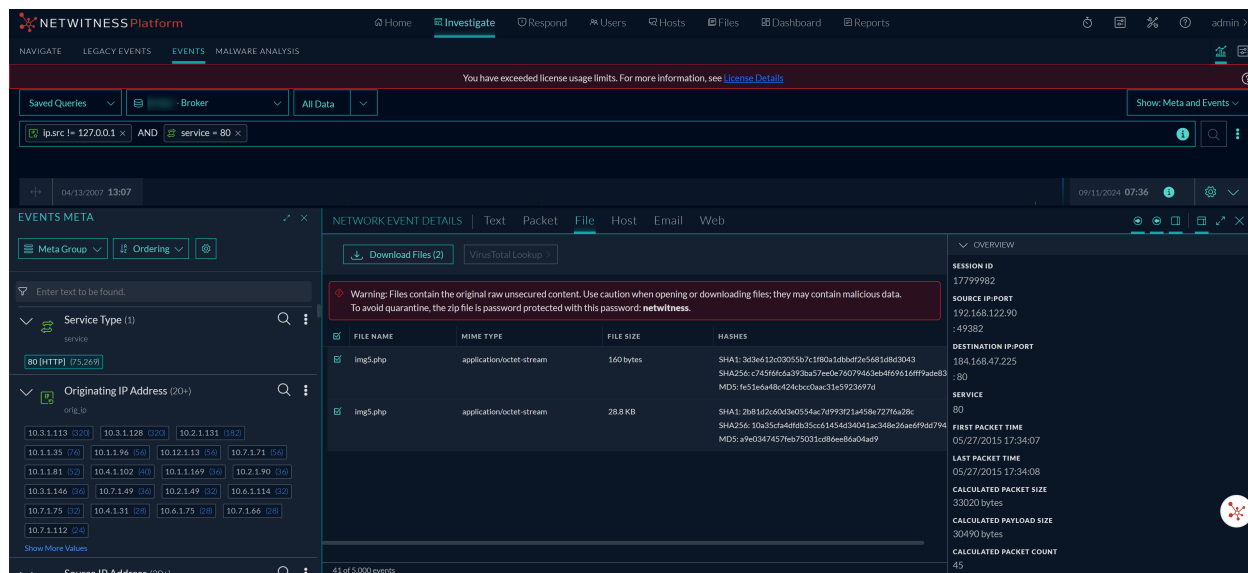 NETWITNESS Platform
Home Investigate Respond Users Hosts Files Dashboard Reports admin
NAVIGATE LEGACY EVENTS EVENTS MALWARE ANALYSIS
You have exceeded license usage limits. For more information, see License Details
Saved Queries - Broker All Data Show: Meta and Events
ip.src != 127.0.0.1 × AND service = 80 ×
04/13/2007 13:07 09/11/2024 07:36
EVENTS META
Meta Group Ordering
Enter text to be found.
Service Type (1)
service
80 [HTTP] (75,269)
Originating IP Address (20+)
orig_ip
10.3.1.113 (320) 10.3.1.128 (320) 10.2.1.131 (182)
10.1.1.35 (76) 10.1.1.96 (56) 10.12.1.13 (56) 10.7.1.71 (56)
10.1.1.81 (52) 10.4.1.102 (40) 10.1.1.169 (36) 10.2.1.90 (36)
10.3.1.146 (36) 10.7.1.49 (36) 10.2.1.49 (32) 10.6.1.114 (32)
10.7.1.75 (32) 10.4.1.31 (28) 10.6.1.75 (28) 10.7.1.66 (28)
10.7.1.112 (24)
Show More Values
Source IP Address (20+)
NETWORK EVENT DETAILS Text Packet File Host Email Web
Download Files (2) VirusTotal Lookup >
Warning: Files contain the original raw unsecured content. Use caution when opening or downloading files; they may contain malicious data.
To avoid quarantine, the zip file is password protected with this password: netwitness.
FILE NAME MIME TYPE FILE SIZE HASHES
img5.php application/octet-stream 160 bytes SHA1: 3d3e612c03055b7c1f80a1dbbdf2e5681d8d3043
SHA256: c745f6fc6a393ba57ee0e76079463eb4f69616fff9ade83
MD5: fe51e6a48c424cbc0aac31e5923697d
img5.php application/octet-stream 28.8 KB SHA1: 2b81d2c60d3e0554ac7d993f21a458e727f6a28c
SHA256: 10a35cfa4dfdb35cc61454d34041ac348e26ae6f9dd794
MD5: a9e0347457feb75031cd86ee86a04ad9
41 of 5,000 events
OVERVIEW
SESSION ID
17799982
SOURCE IP:PORT
192.168.122.90
: 49382
DESTINATION IP:PORT
184.168.47.225
: 80
SERVICE
80
FIRST PACKET TIME
05/27/2015 17:34:07
LAST PACKET TIME
05/27/2015 17:34:08
CALCULATED PACKET SIZE
33020 bytes
CALCULATED PAYLOAD SIZE
30490 bytes
CALCULATED PACKET COUNT
45